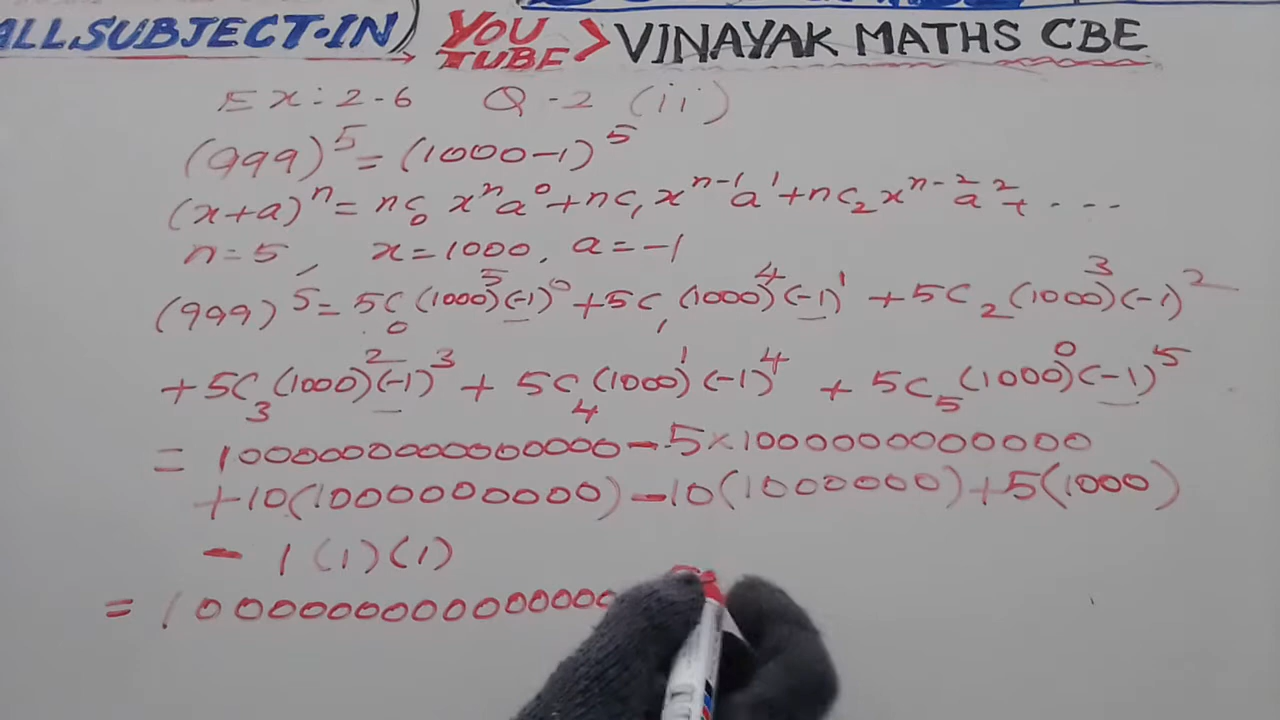 ALL.SUBJECT.IN) YOU TUBE > VINAYAK MATHS CBE
Ex:2-6 Q-2 (ii)
(999)^5 = (1000-1)^5
(x+a)^n = nC₀ x^n a^0 + nC₁ x^n-1 a^1 + nC₂ x^n-2 a^2 + ...
n=5, x=1000, a=-1
(999)^5 = 5C₀ (1000)^5 (-1)^0 + 5C₁ (1000)^4 (-1)^1 + 5C₂ (1000)^3 (-1)^2
+ 5C₃ (1000)^2 (-1)^3 + 5C₄ (1000)^1 (-1)^4 + 5C₅ (1000)^0 (-1)^5
= 1000000000000000 - 5×1000000000000
+10(1000000000) - 10(1000000) + 5(1000)
- 1(1)(1)
= 1000000000000000